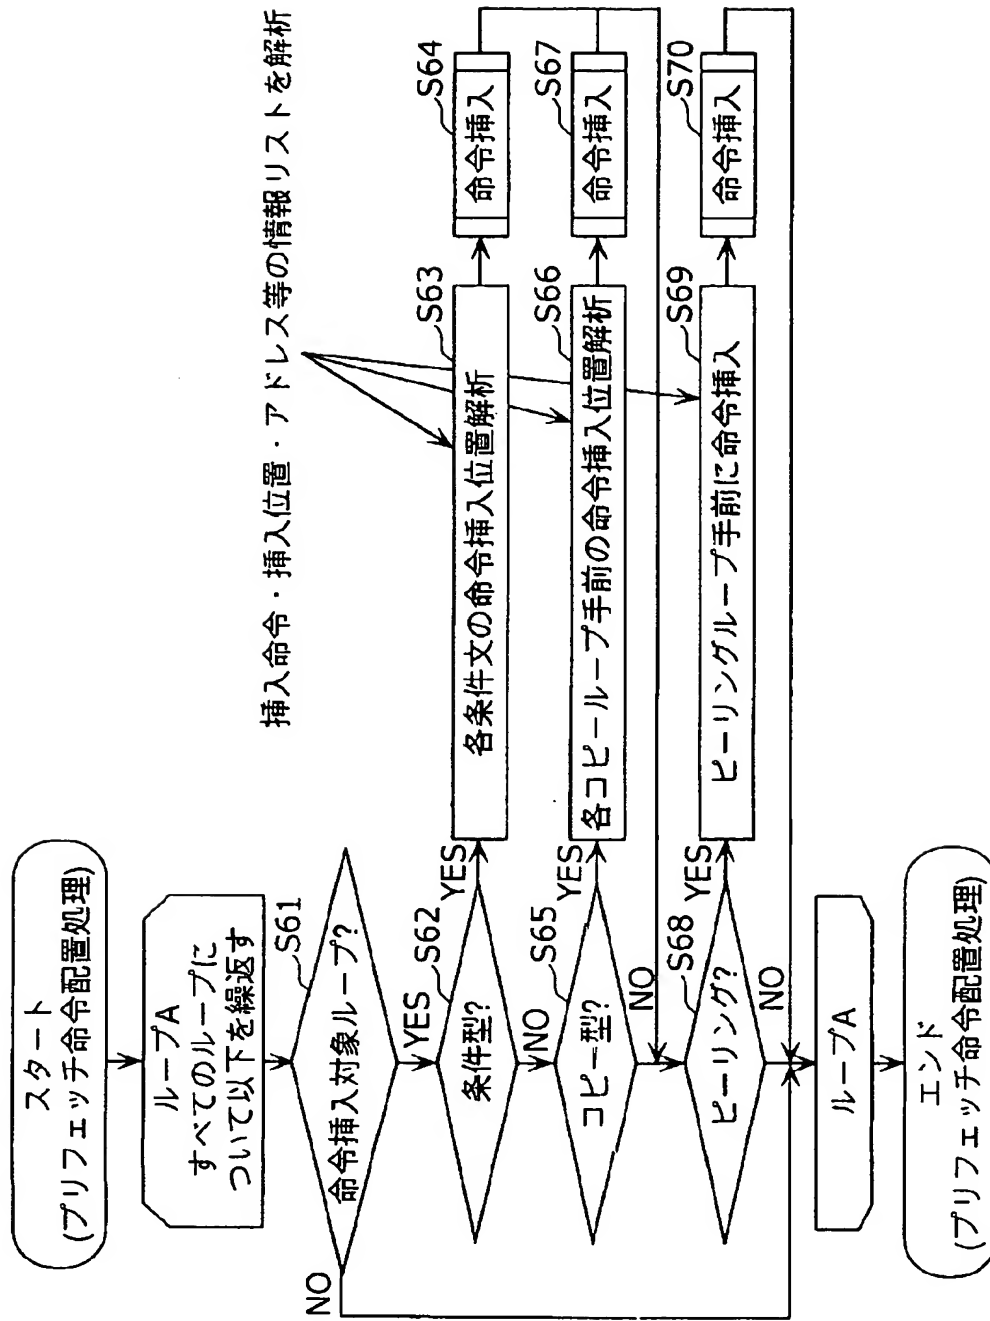 スタート
(プリフェッチ命令配置処理)
ループA
すべてのループに
ついて以下を繰返す
S61
命令挿入対象ループ?
NO
YES
S62
条件型?
YES
NO
S63
各条件文の命令挿入位置解析
S64
命令挿入
挿入命令・挿入位置・アドレス等の情報リストを解析
S65
コピー型?
YES
NO
S66
各コピーループ手前の命令挿入位置解析
S67
命令挿入
S68
ピーリング?
YES
NO
S69
ピーリングループ手前に命令挿入
S70
命令挿入
ループA
エンド
(プリフェッチ命令配置処理)